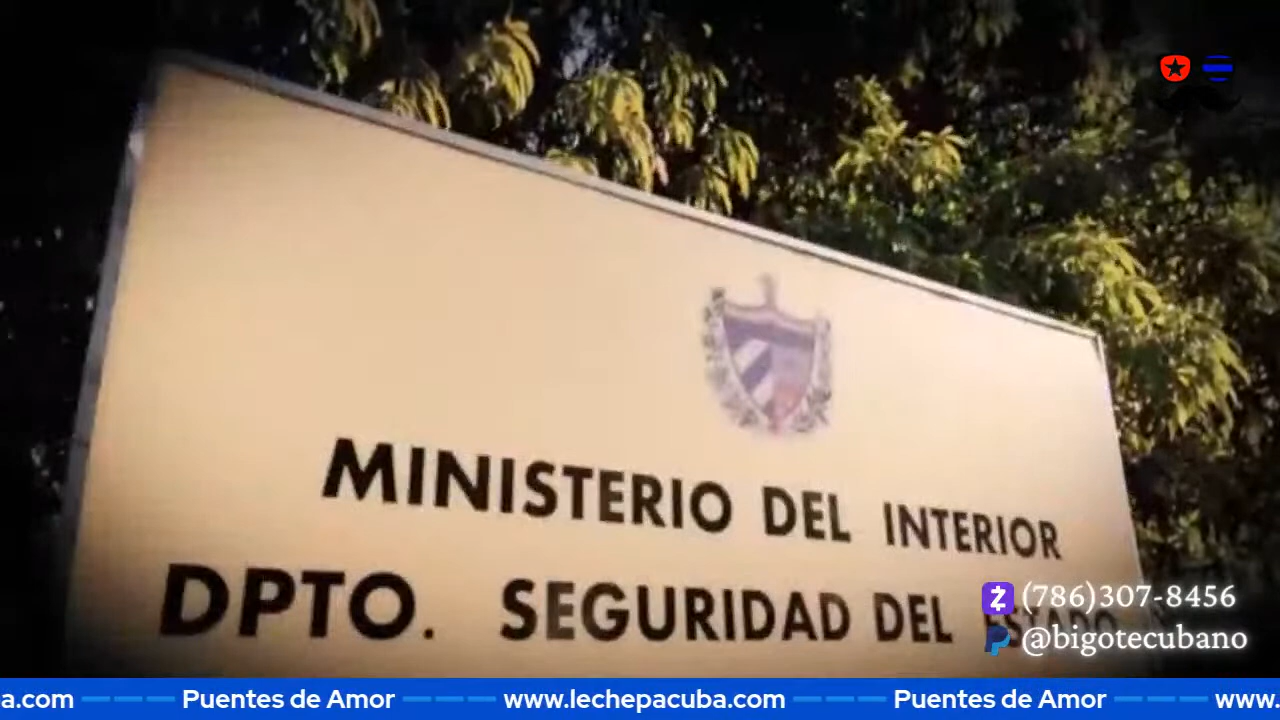 MINISTERIO DEL INTERIOR
DPTO. SEGURIDAD DEL
(786)307-8456
@bigotecubano
a.com Puentes de Amor www.lechepacuba.com Puentes de Amor www.